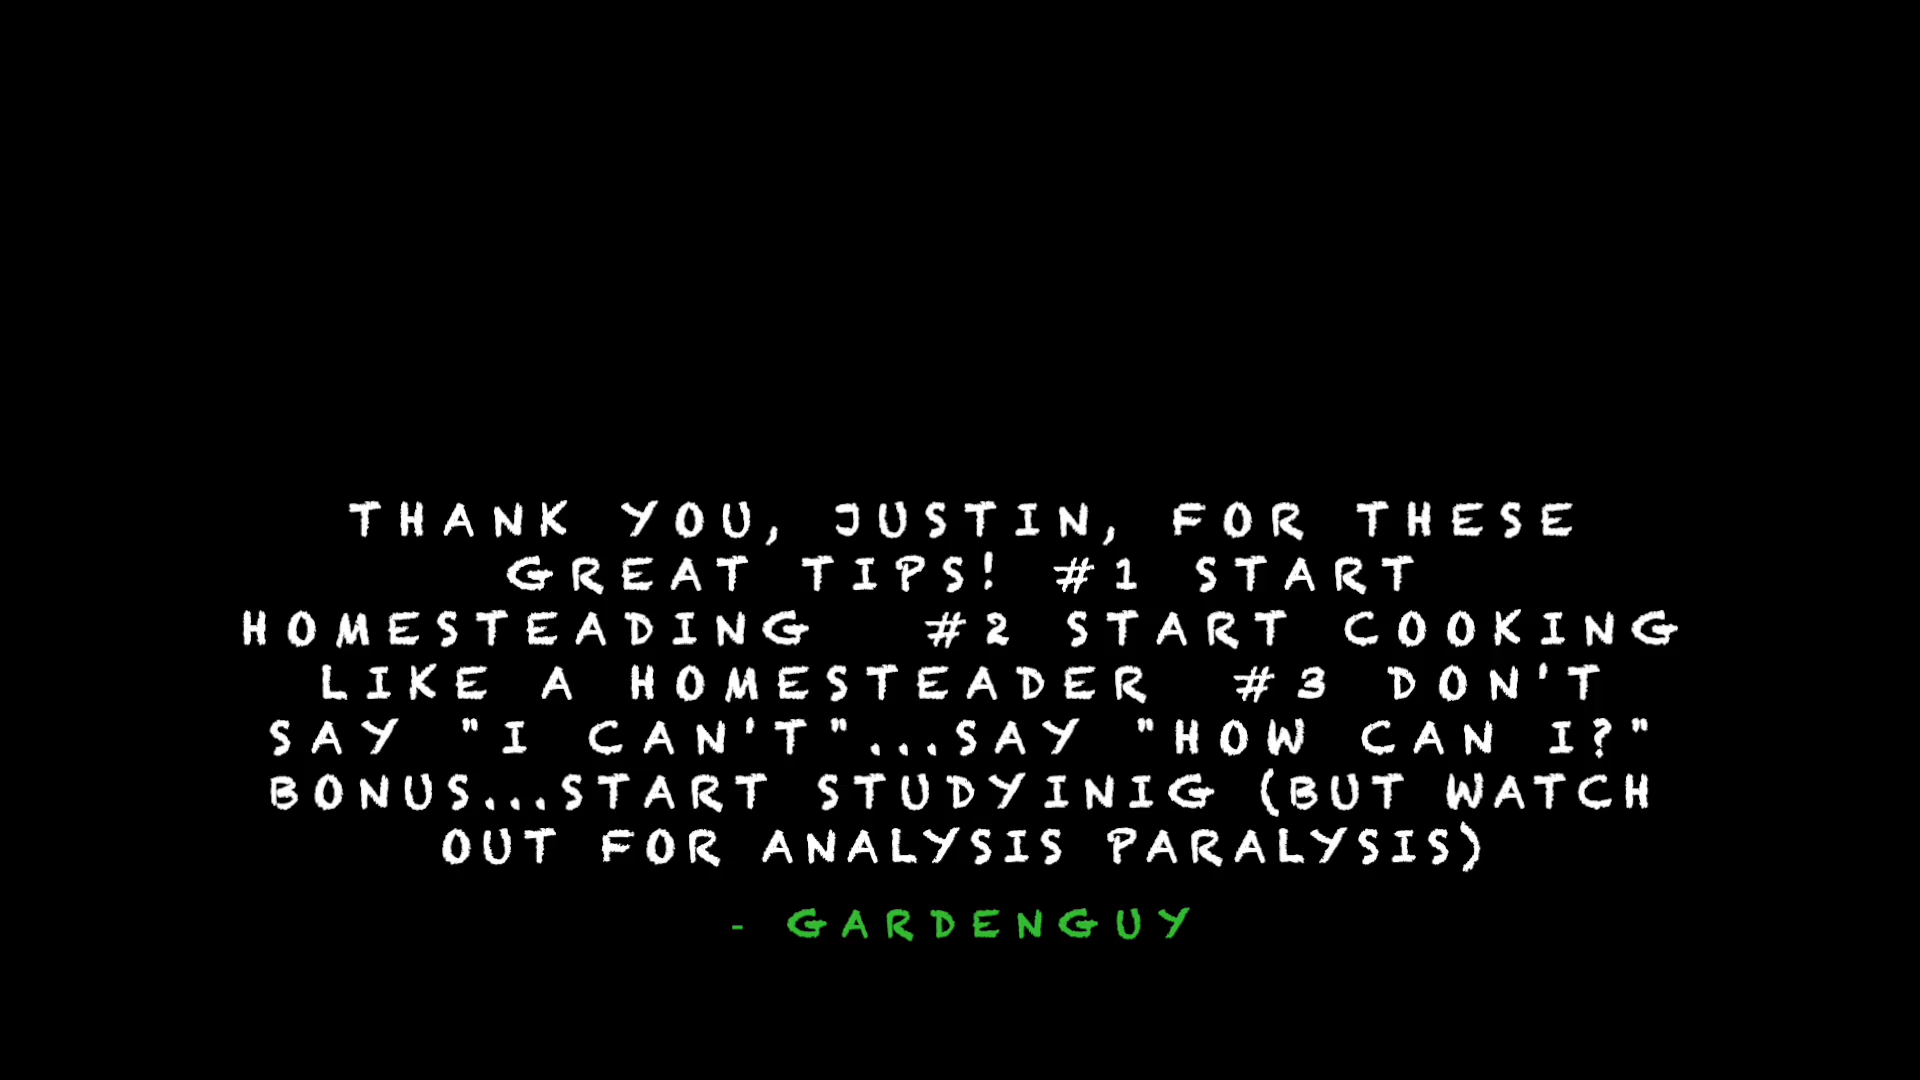 THANK YOU, JUSTIN, FOR THESE
GREAT TIPS! #1 START
HOMESTEADING #2 START COOKING
LIKE A HOMESTEADER #3 DON'T
SAY "I CAN'T"...SAY "HOW CAN I?"
BONUS...START STUDYINIG (BUT WATCH
OUT FOR ANALYSIS PARALYSIS)
- GARDENGUY